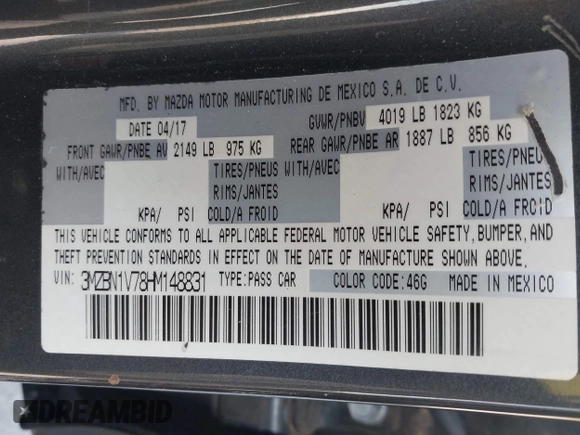 MFD. BY MAZDA MOTOR MANUFACTURING DE MEXICO S.A. DE C.V.
DATE 04/17 GVWR/PNBV 4019 LB 1823 KG
FRONT GAWR/PNBE AV 2149 LB 975 KG REAR GAWR/PNBE AR 1887 LB 856 KG
WITH/AVEC TIRES/PNEUS WITH/AVEC TIRES/PNEUS
RIMS/JANTES RIMS/JANTES
KPA/ PSI COLD/A FROID KPA/ PSI COLD/A FROID
THIS VEHICLE CONFORMS TO ALL APPLICABLE FEDERAL MOTOR VEHICLE SAFETY, BUMPER, AND
THEFT PREVENTION STANDARDS IN EFFECT ON THE DATE OF MANUFACTURE SHOWN ABOVE.
VIN: 3MZBN1V78HM148831 TYPE:PASS CAR COLOR CODE:46G MADE IN MEXICO
DREAMBID